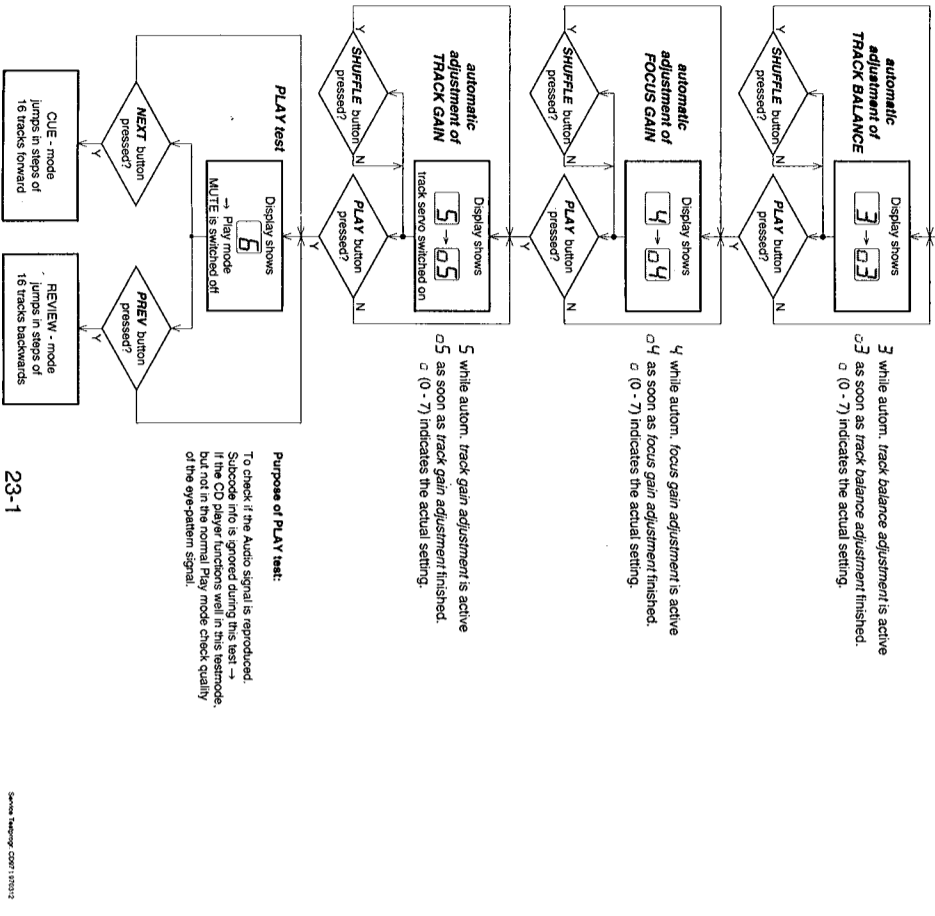 automatic
adjustment of
TRACK BALANCE
Display shows
3 → o3
SHUFFLE button
pressed?
Y
N
PLAY button
pressed?
Y
N
3 while autom. track balance adjustment is active
o3 as soon as track balance adjustment finished.
o (0 - 7) indicates the actual setting.
automatic
adjustment of
FOCUS GAIN
Display shows
4 → o4
SHUFFLE button
pressed?
Y
N
PLAY button
pressed?
Y
N
4 while autom. focus gain adjustment is active
o4 as soon as focus gain adjustment finished.
o (0 - 7) indicates the actual setting.
automatic
adjustment of
TRACK GAIN
Display shows
5 → o5
track servo switched on
SHUFFLE button
pressed?
Y
N
PLAY button
pressed?
Y
N
5 while autom. track gain adjustment is active
o5 as soon as track gain adjustment finished.
o (0 - 7) indicates the actual setting.
PLAY test
Display shows
6
→ Play mode
MUTE is switched off
NEXT button
pressed?
Y
PREV button
pressed?
Y
CUE - mode
jumps in steps of
16 tracks forward
REVIEW - mode
jumps in steps of
16 tracks backwards
Purpose of PLAY test:
To check if the Audio signal is reproduced.
Subcode info is ignored during this test →
If the CD player functions well in this testmode,
but not in the normal Play mode check quality
of the eye-pattern signal.
23-1
Service Testprogr. CD971 970312